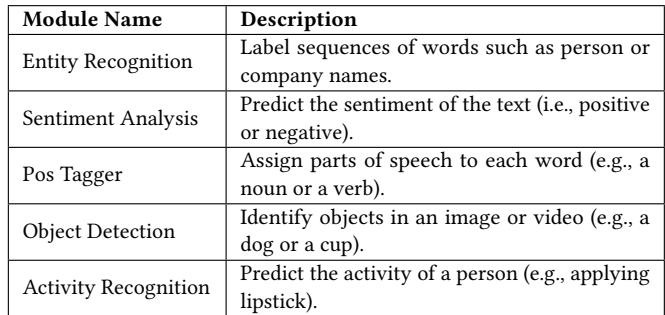 Module Name Description
Entity Recognition Label sequences of words such as person or
company names.
Sentiment Analysis Predict the sentiment of the text (i.e., positive
or negative).
Pos Tagger Assign parts of speech to each word (e.g., a
noun or a verb).
Object Detection Identify objects in an image or video (e.g., a
dog or a cup).
Activity Recognition Predict the activity of a person (e.g., applying
lipstick).